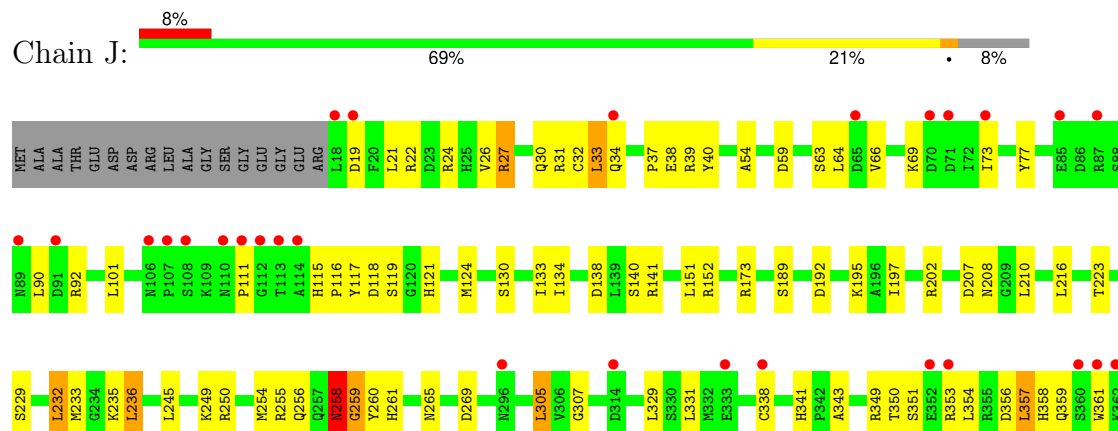 8%
Chain J:
69% 21% • 8%
MET ALA ALA THR GLU ASP ASP ARG LEU ALA GLY SER GLY GLU GLY GLU ARG L18 D19 F20 L21 R22 D23 R24 H25 V26 R27 Q30 R31 C32 L33 Q34 P37 E38 R39 Y40 A54 D59 S63 L64 D65 V66 K69 D70 D71 I72 I73 Y77 E85 D86 R87 S88
N89 L90 D91 R92 L101 N106 P107 S108 K109 N110 P111 G112 T113 A114 H115 P116 Y117 D118 S119 G120 H121 M124 S130 I133 I134 D138 L139 S140 R141 L151 R152 R173 S189 D192 K195 A196 I197 R202 D207 N208 G209 L210 L216 T223
S229 L232 M233 G234 K235 L236 L245 K249 R250 M254 R255 Q256 Q257 N258 G259 Y260 H261 N265 D269 N296 L305 V306 G307 D314 L329 S330 L331 M332 E333 C338 H341 P342 A343 R349 T350 S351 E352 R353 L354 R355 D356 L357 H358 Q359 S360 W361 K362